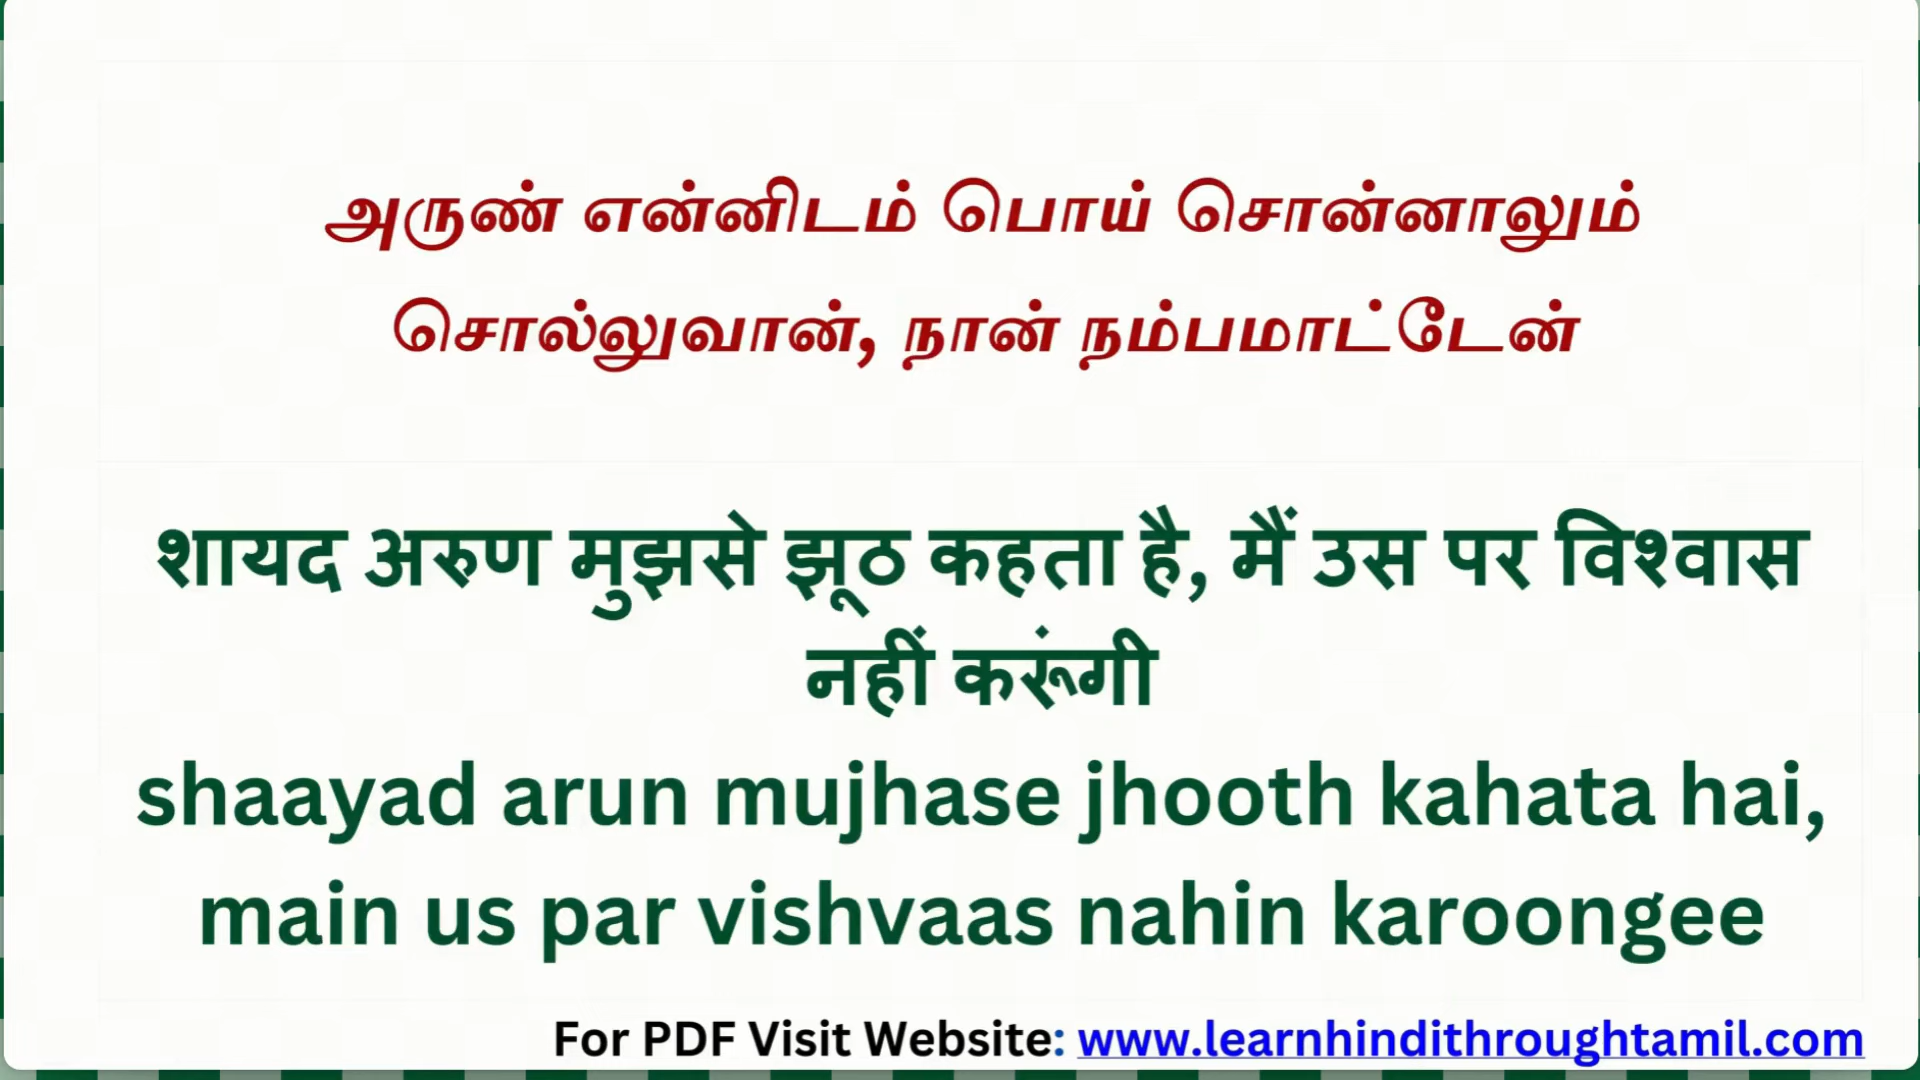 அருண் என்னிடம் பொய் சொன்னாலும்
சொல்லுவான், நான் நம்பமாட்டேன்
शायद अरुण मुझसे झूठ कहता है, मैं उस पर विश्वास
नहीं करूंगी
shaayad arun mujhase jhooth kahata hai,
main us par vishvaas nahin karoongee
For PDF Visit Website: www.learnhindithroughtamil.com